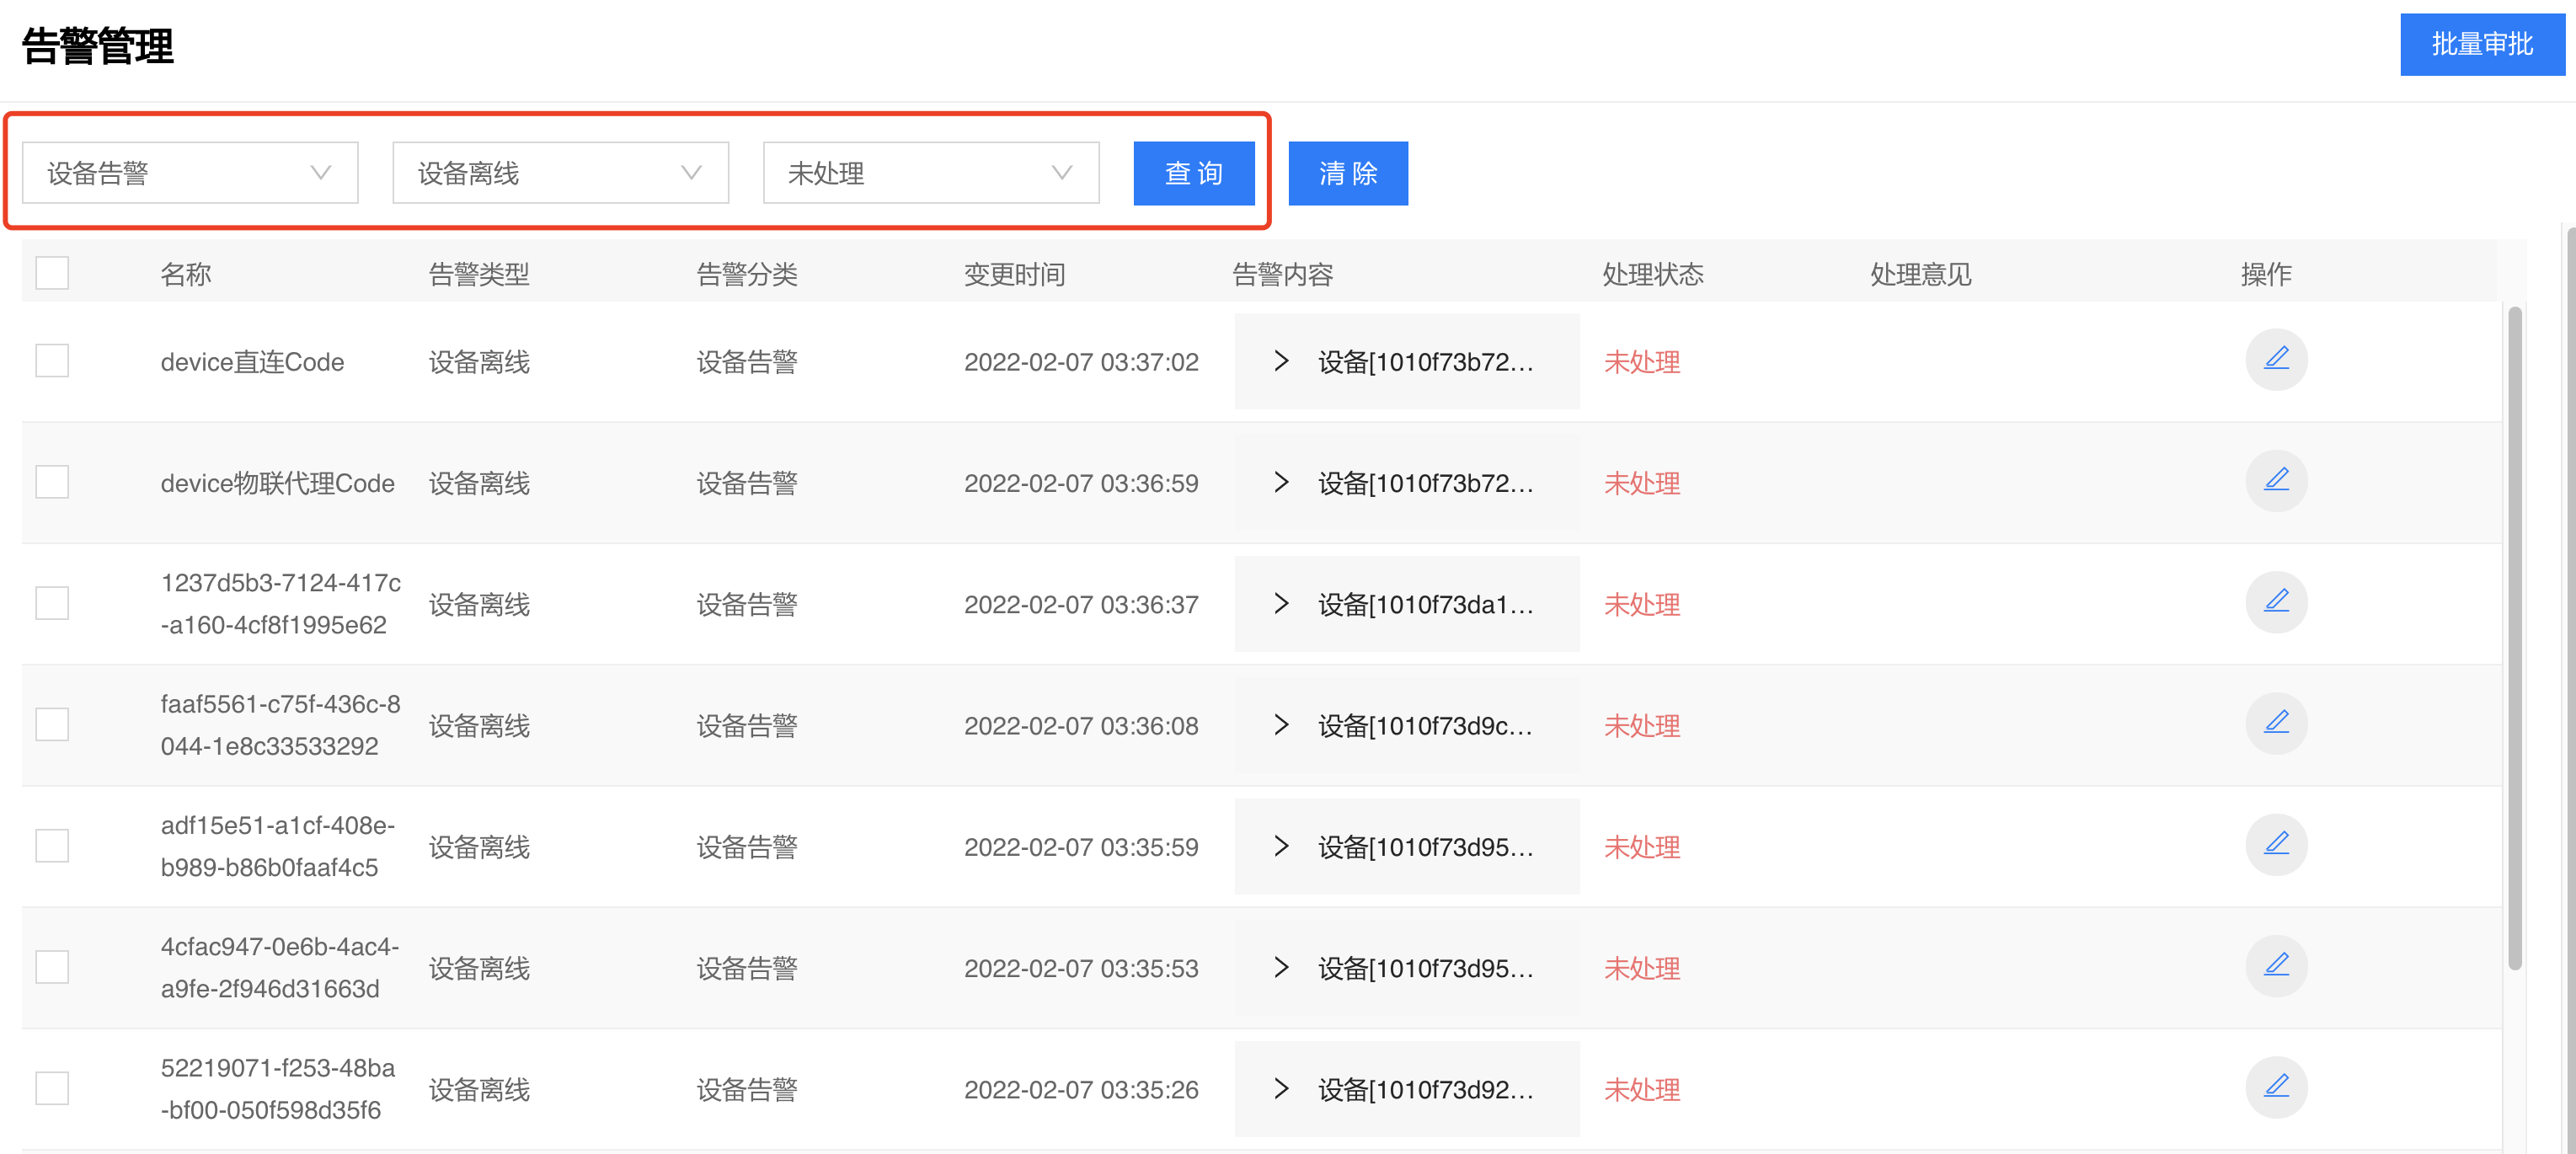 告警管理
批量审批
设备告警 设备离线 未处理 查询 清除
名称 告警类型 告警分类 变更时间 告警内容 处理状态 处理意见 操作
device直连Code 设备离线 设备告警 2022-02-07 03:37:02 设备[1010f73b72... 未处理
device物联代理Code 设备离线 设备告警 2022-02-07 03:36:59 设备[1010f73b72... 未处理
1237d5b3-7124-417c
-a160-4cf8f1995e62 设备离线 设备告警 2022-02-07 03:36:37 设备[1010f73da1... 未处理
faaf5561-c75f-436c-8
044-1e8c33533292 设备离线 设备告警 2022-02-07 03:36:08 设备[1010f73d9c... 未处理
adf15e51-a1cf-408e-
b989-b86b0faaf4c5 设备离线 设备告警 2022-02-07 03:35:59 设备[1010f73d95... 未处理
4cfac947-0e6b-4ac4-
a9fe-2f946d31663d 设备离线 设备告警 2022-02-07 03:35:53 设备[1010f73d95... 未处理
52219071-f253-48ba
-bf00-050f598d35f6 设备离线 设备告警 2022-02-07 03:35:26 设备[1010f73d92... 未处理